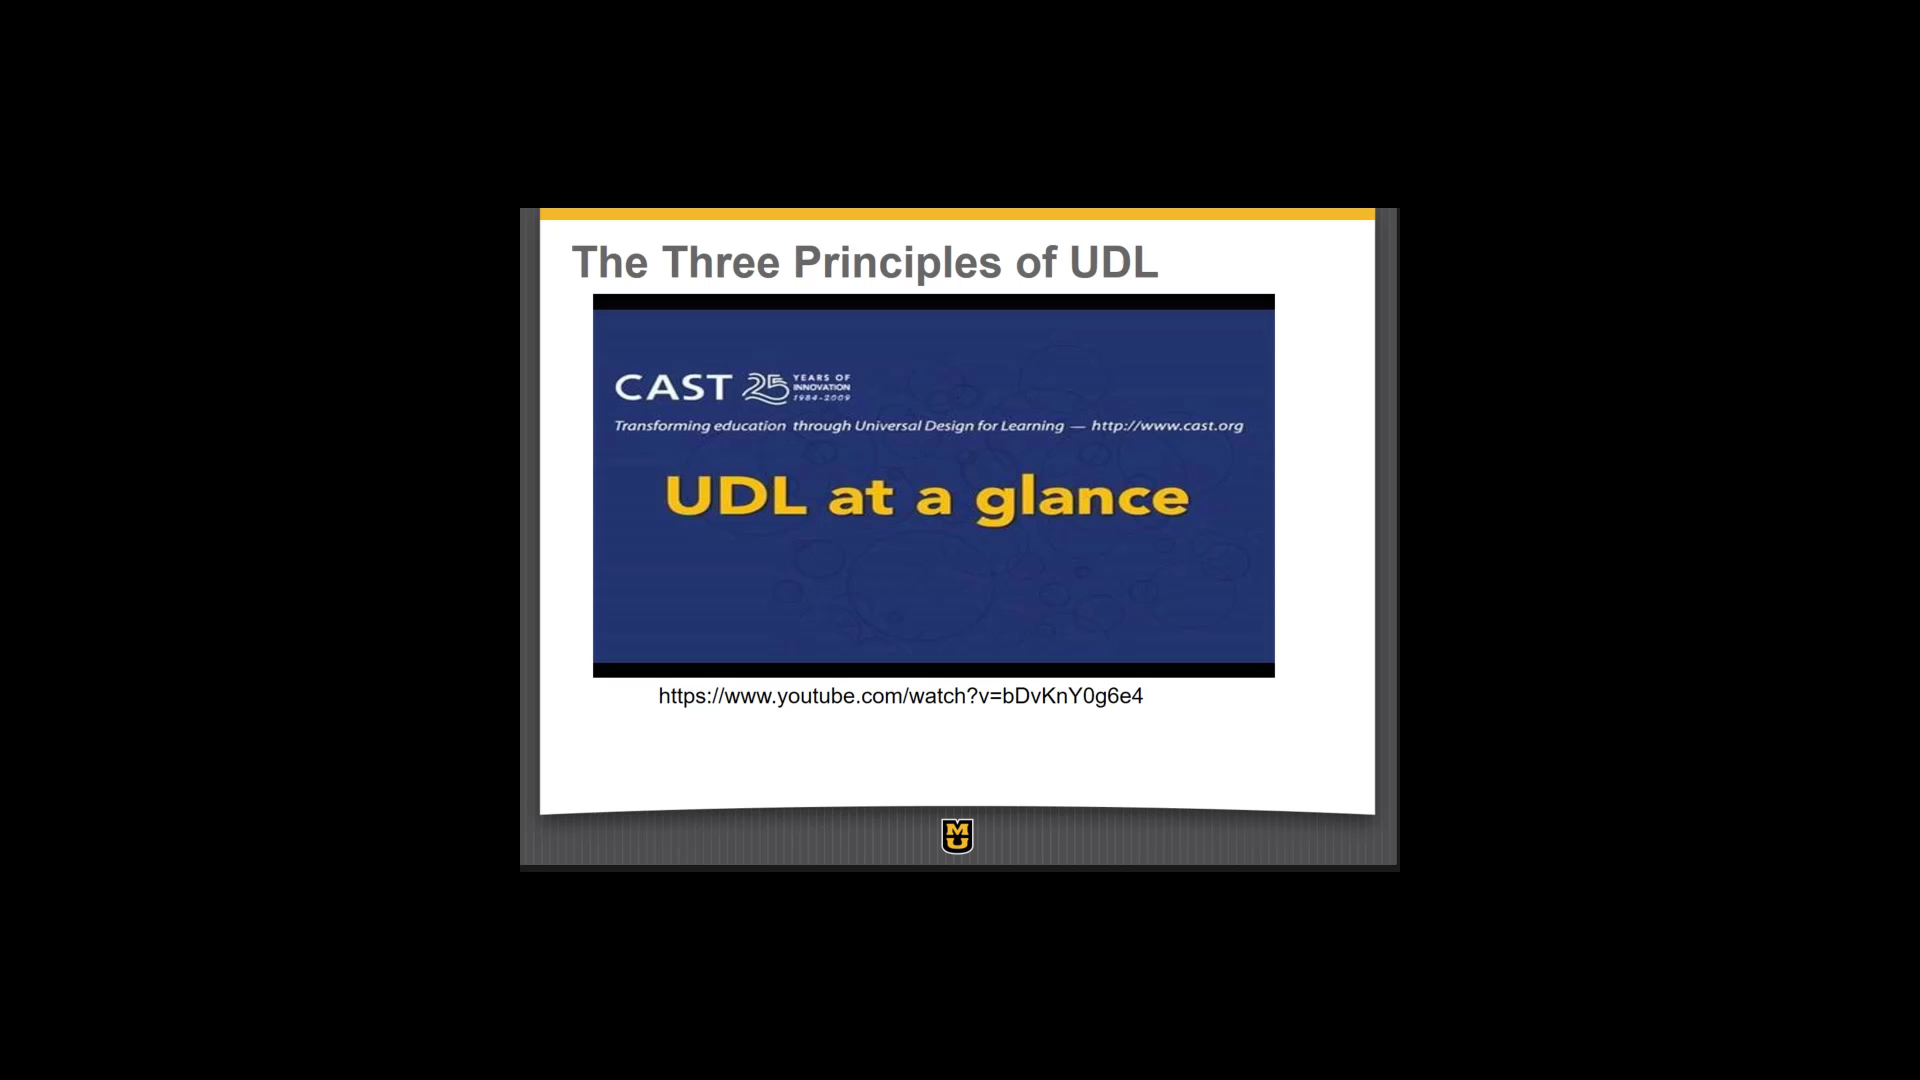 The Three Principles of UDL
CAST 25 YEARS OF
INNOVATION
1984-2009
Transforming education through Universal Design for Learning — http://www.cast.org
UDL at a glance
https://www.youtube.com/watch?v=bDvKnY0g6e4
MU